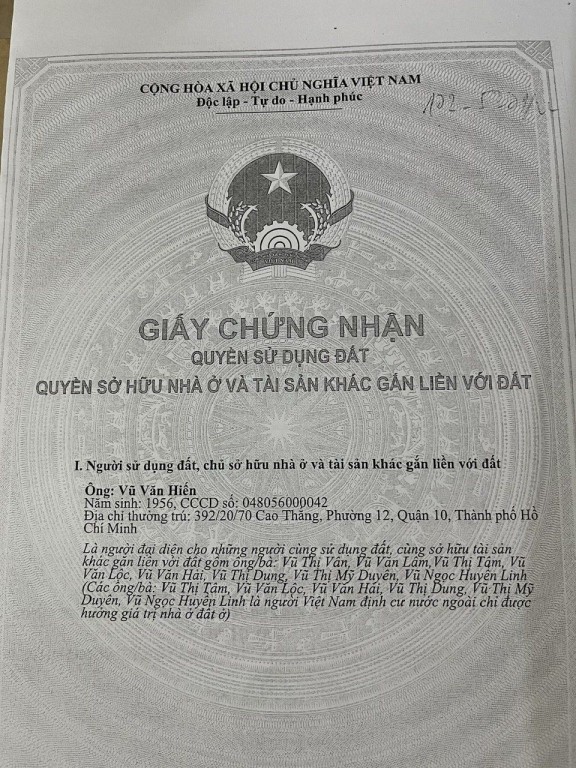 CỘNG HÒA XÃ HỘI CHỦ NGHĨA VIỆT NAM
Độc lập - Tự do - Hạnh phúc
GIẤY CHỨNG NHẬN
QUYỀN SỬ DỤNG ĐẤT
QUYỀN SỞ HỮU NHÀ Ở VÀ TÀI SẢN KHÁC GẮN LIỀN VỚI ĐẤT
I. Người sử dụng đất, chủ sở hữu nhà ở và tài sản khác gắn liền với đất
Ông: Vũ Văn Hiến
Năm sinh: 1956, CCCD số: 048056000042
Địa chỉ thường trú: 392/20/70 Cao Thắng, Phường 12, Quận 10, Thành phố Hồ
Chí Minh
Là người đại diện cho những người cùng sử dụng đất, cùng sở hữu tài sản
khác gắn liền với đất gồm ông/bà: Vũ Thị Vân, Vũ Văn Lâm, Vũ Thị Tâm, Vũ
Văn Lộc, Vũ Văn Hải, Vũ Thị Dung, Vũ Thị Mỹ Duyên, Vũ Ngọc Huyền Linh
(Các ông/bà: Vũ Thị Tâm, Vũ Văn Lộc, Vũ Văn Hải, Vũ Thị Dung, Vũ Thị Mỹ
Duyên, Vũ Ngọc Huyền Linh là người Việt Nam định cư nước ngoài chỉ được
hưởng giá trị nhà ở đất ở)